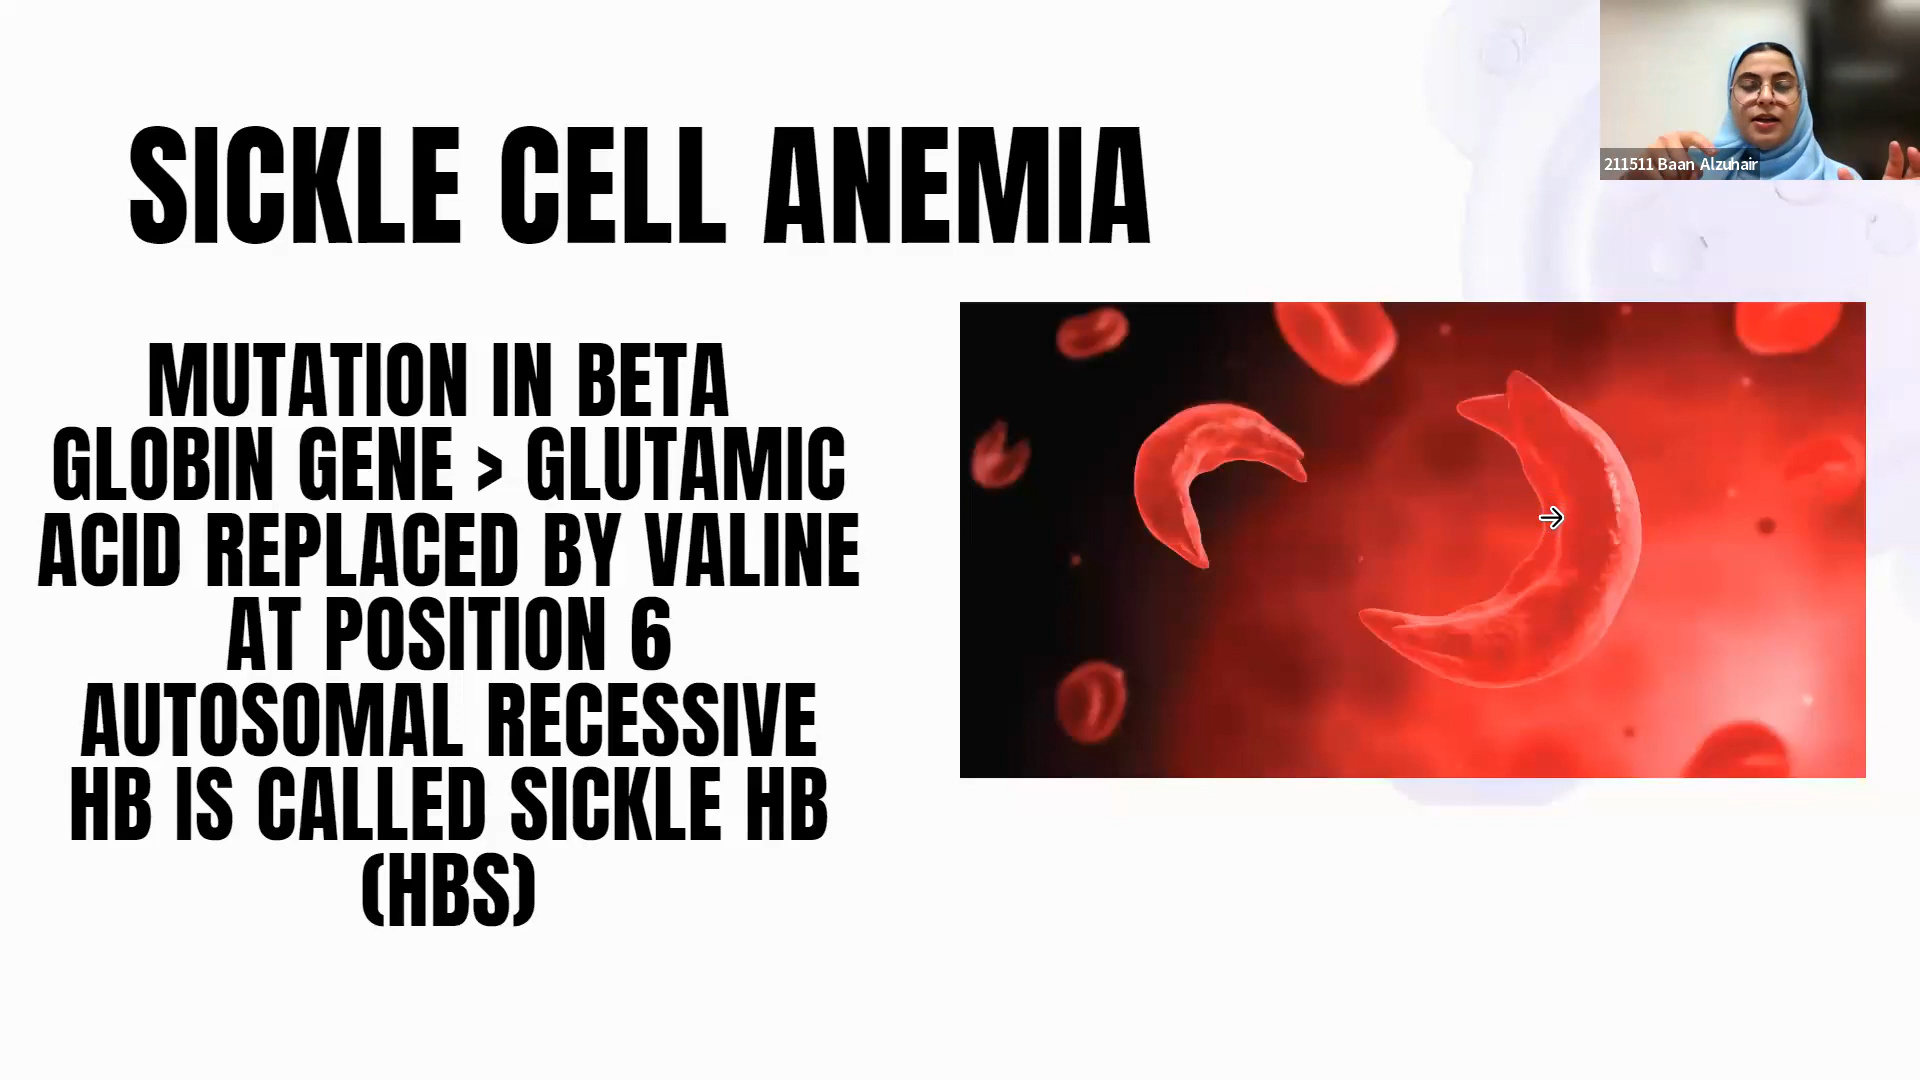 211511 Baan Alzuhair
SICKLE CELL ANEMIA
MUTATION IN BETA
GLOBIN GENE > GLUTAMIC
ACID REPLACED BY VALINE
AT POSITION 6
AUTOSOMAL RECESSIVE
HB IS CALLED SICKLE HB
(HBS)